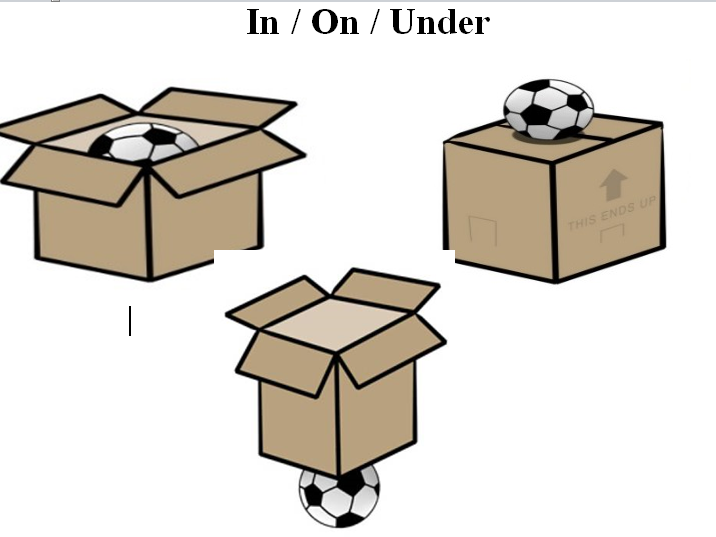 In / On / Under
THIS ENDS UP